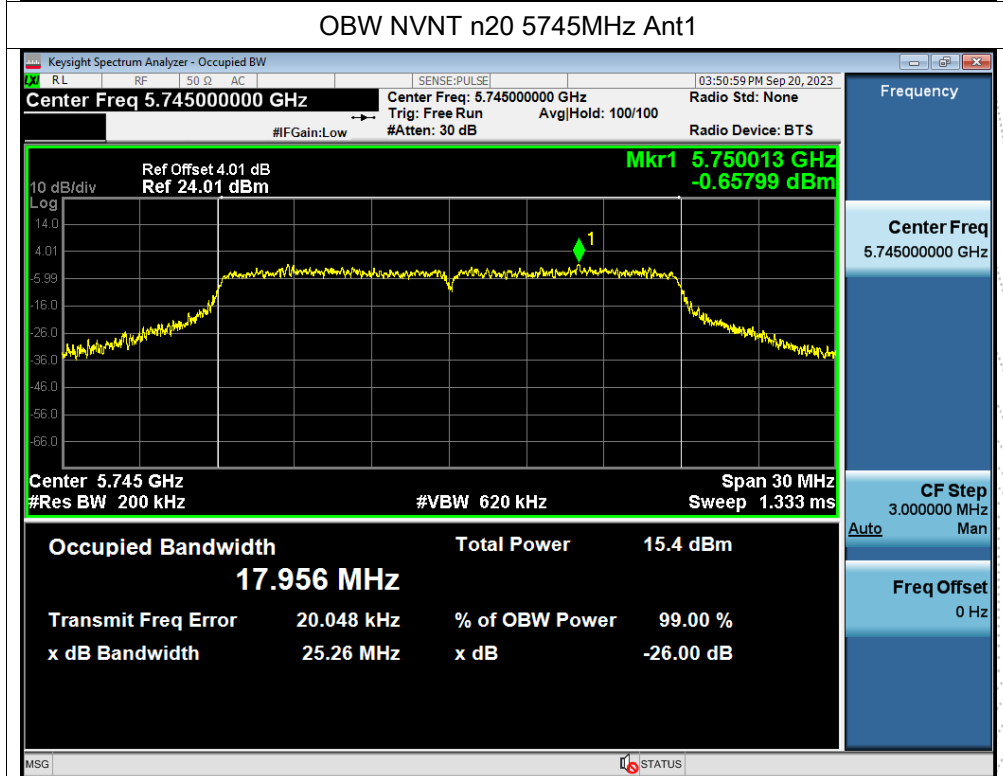 OBW NVNT n20 5745MHz Ant1
Keysight Spectrum Analyzer - Occupied BW
LXI RL RF 50 Ω AC SENSE:PULSE 03:50:59 PM Sep 20, 2023
Center Freq 5.745000000 GHz Center Freq: 5.745000000 GHz Radio Std: None
Trig: Free Run Avg|Hold: 100/100
#IFGain:Low #Atten: 30 dB Radio Device: BTS
Frequency
Mkr1 5.750013 GHz
-0.65799 dBm
Ref Offset 4.01 dB
10 dB/div Ref 24.01 dBm
Log
14.0
4.01
-5.99
-16.0
-26.0
-36.0
-46.0
-56.0
-66.0
1
Center 5.745 GHz Span 30 MHz
#Res BW 200 kHz #VBW 620 kHz Sweep 1.333 ms
Center Freq
5.745000000 GHz
CF Step
3.000000 MHz
Auto Man
Freq Offset
0 Hz
Occupied Bandwidth Total Power 15.4 dBm
17.956 MHz
Transmit Freq Error 20.048 kHz % of OBW Power 99.00 %
x dB Bandwidth 25.26 MHz x dB -26.00 dB
MSG STATUS